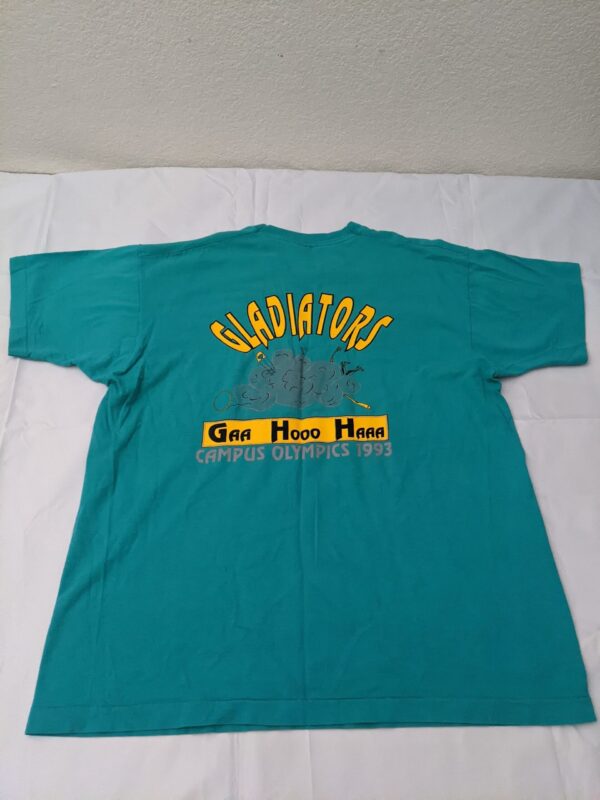 GLADIATORS
GAA HOOO HAAA
CAMPUS OLYMPICS 1993